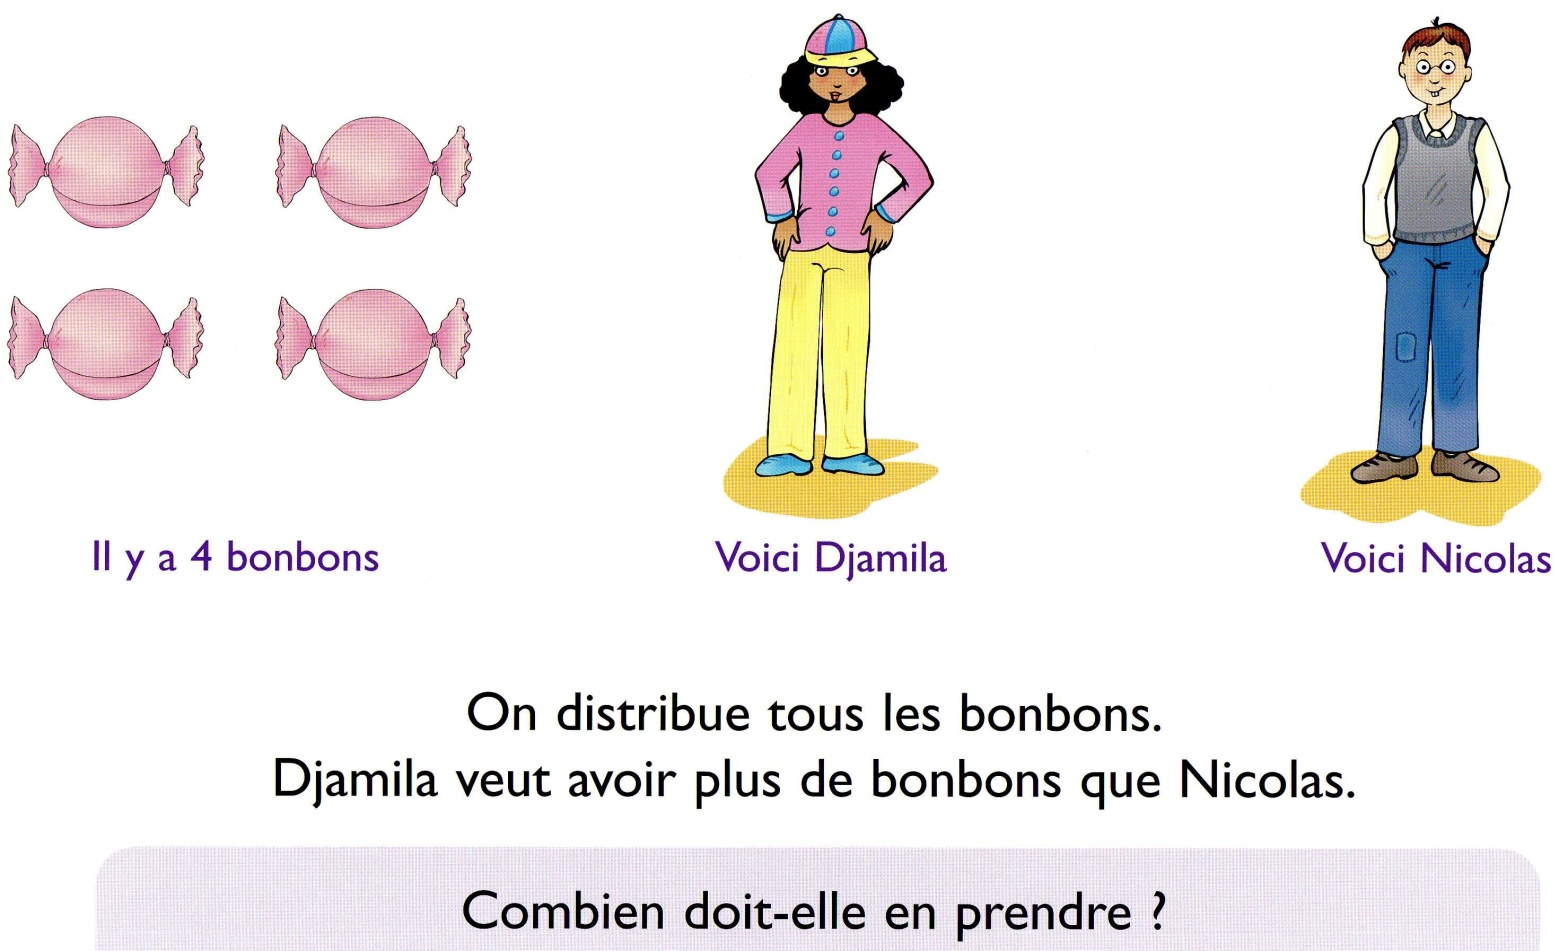 Il y a 4 bonbons
Voici Djamila
Voici Nicolas
On distribue tous les bonbons.
Djamila veut avoir plus de bonbons que Nicolas.
Combien doit-elle en prendre ?